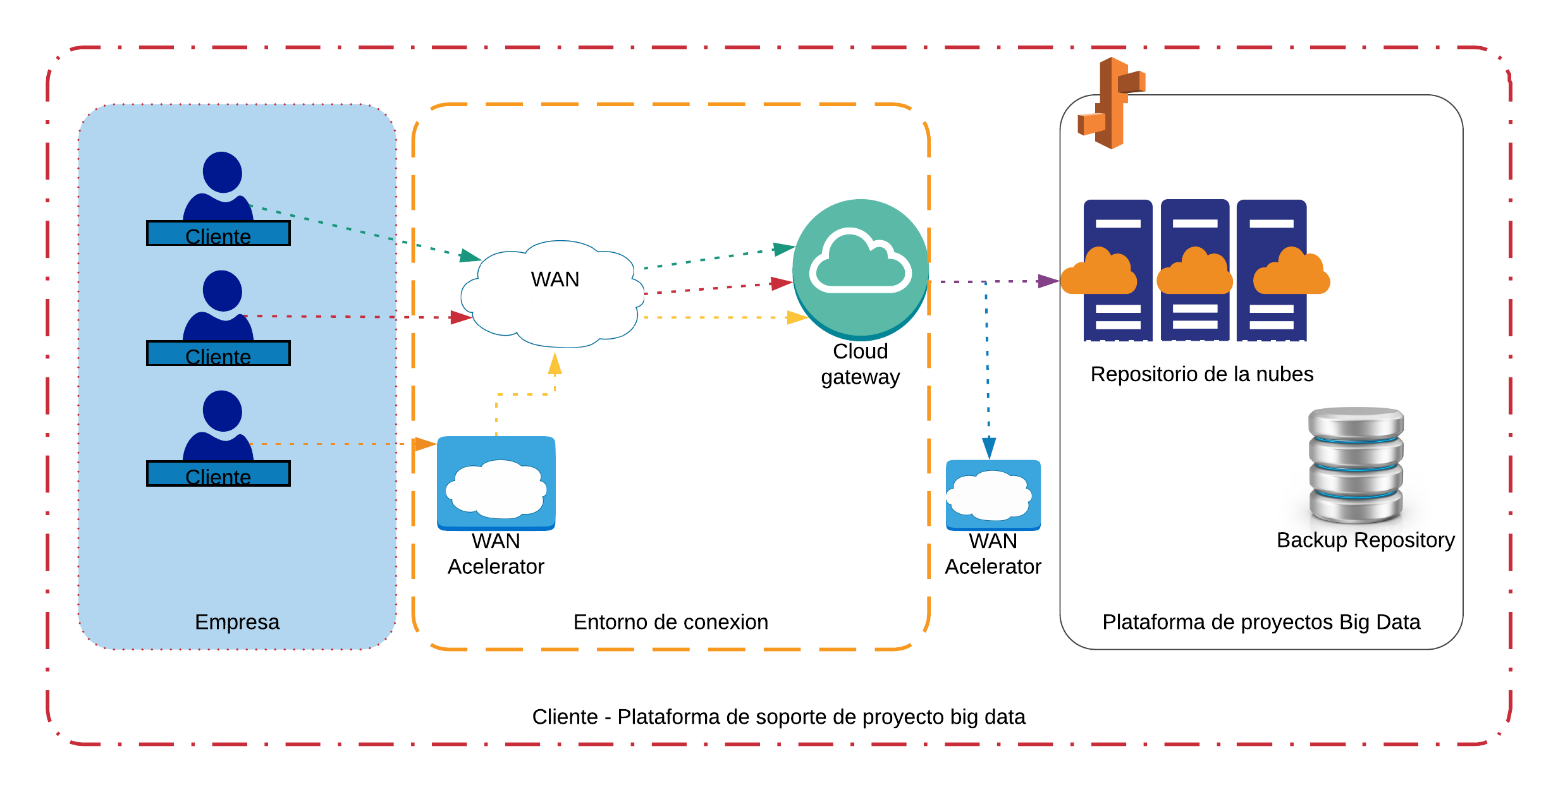 Cliente
Cliente
Cliente
Empresa
WAN
Cloud
gateway
WAN
Acelerator
Entorno de conexion
WAN
Acelerator
Repositorio de la nubes
Backup Repository
Plataforma de proyectos Big Data
Cliente - Plataforma de soporte de proyecto big data